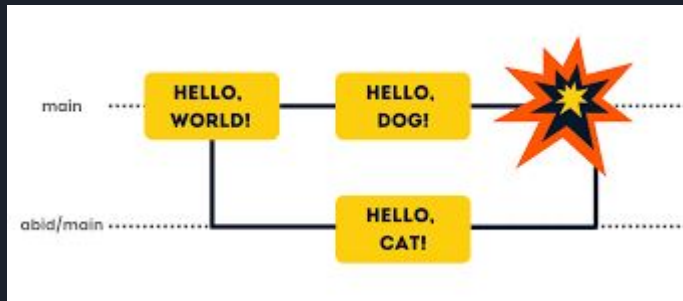 main
HELLO,
WORLD!
HELLO,
DOG!
abid/main
HELLO,
CAT!